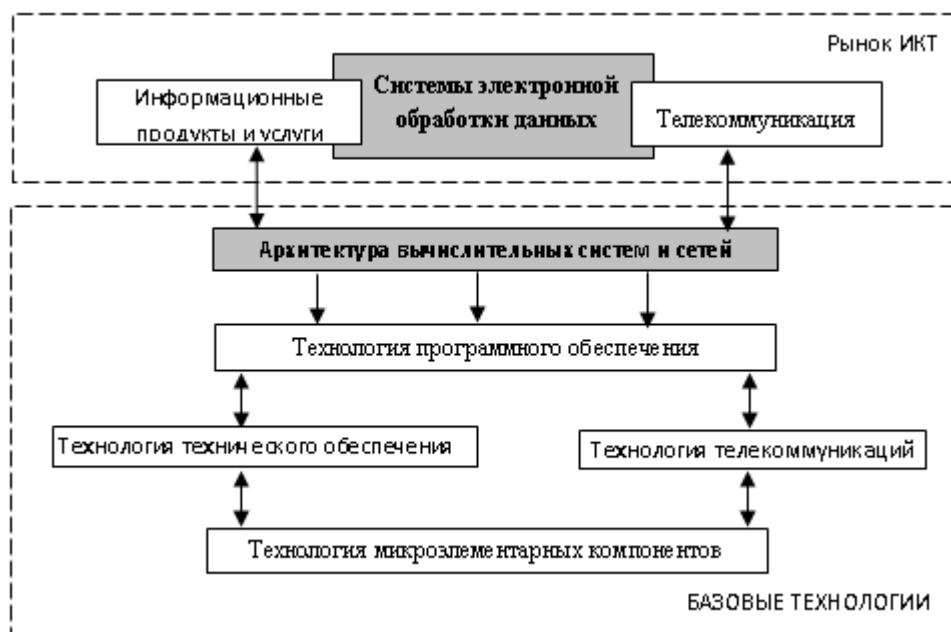 Рынок ИКТ
Информационные
продукты и услуги
Системы электронной
обработки данных
Телекоммуникация
Архитектура вычислительных систем и сетей
Технология программного обеспечения
Технология технического обеспечения
Технология телекоммуникаций
Технология микроэлементарных компонентов
БАЗОВЫЕ ТЕХНОЛОГИИ